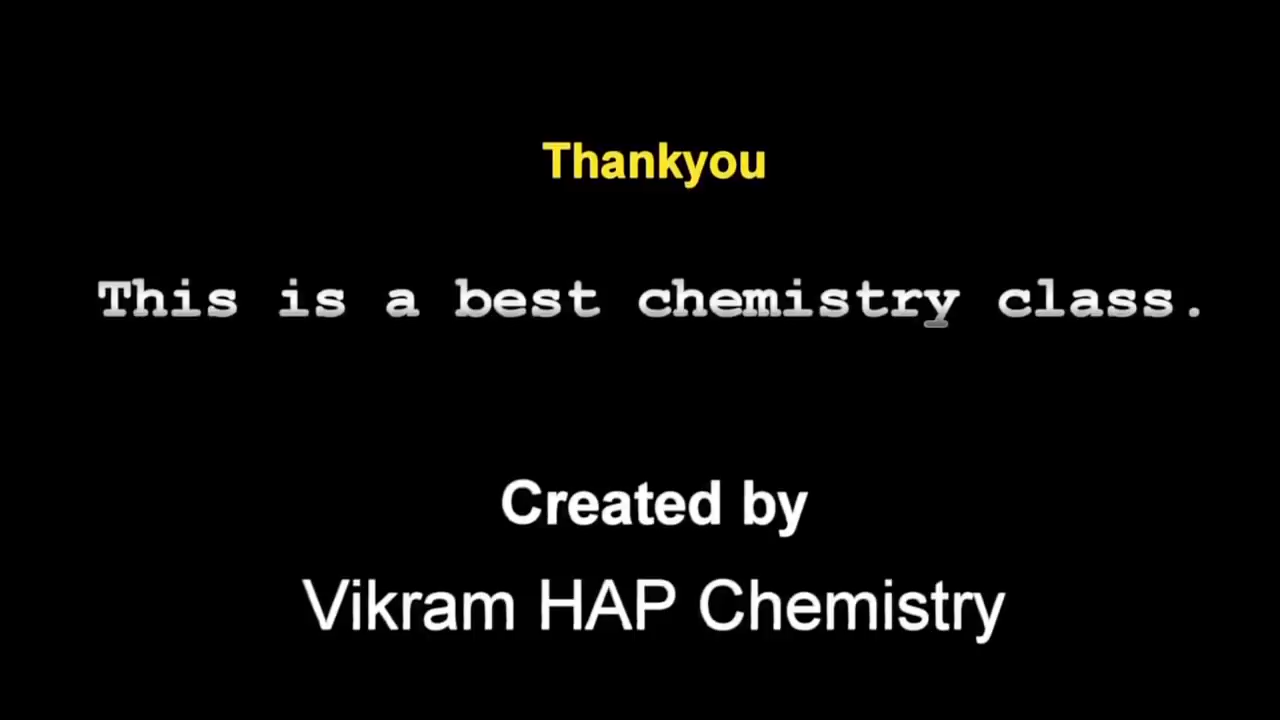 Thankyou
This is a best chemistry class.
Created by
Vikram HAP Chemistry